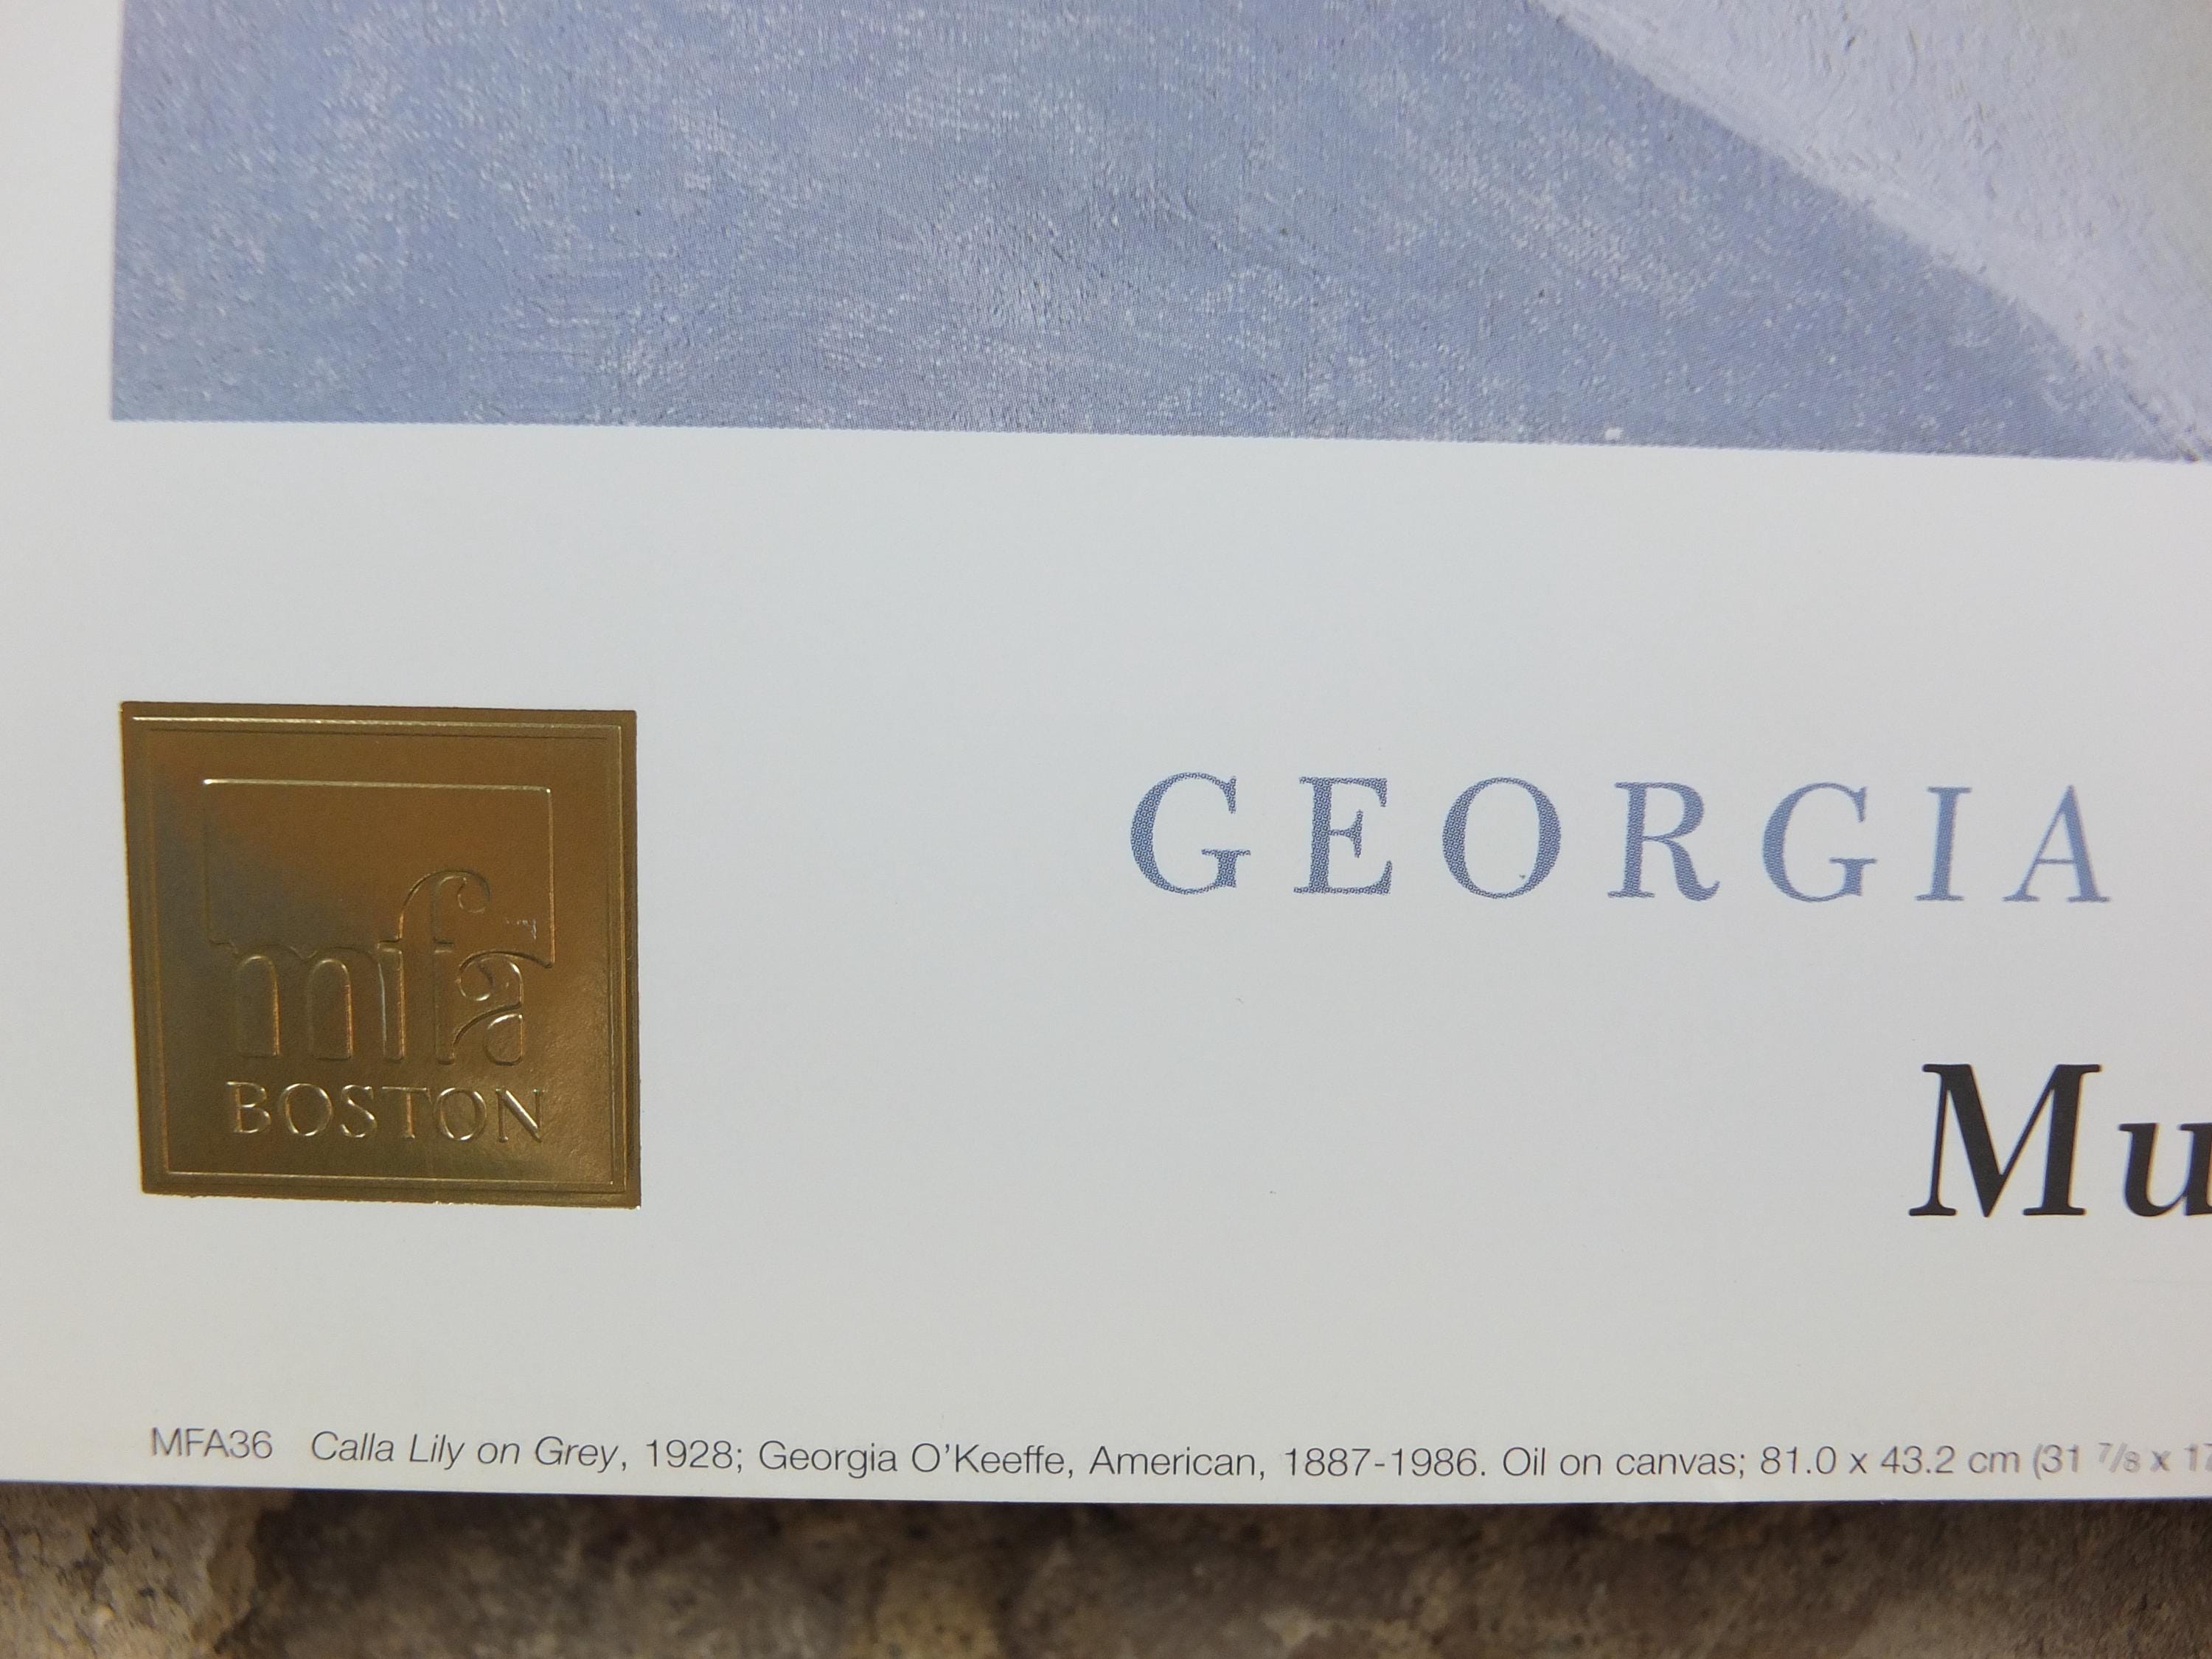 GEORGIA
mfa
BOSTON
Mu
MFA36 Calla Lily on Grey, 1928; Georgia O'Keeffe, American, 1887-1986. Oil on canvas; 81.0 x 43.2 cm (31 7/8 x 17